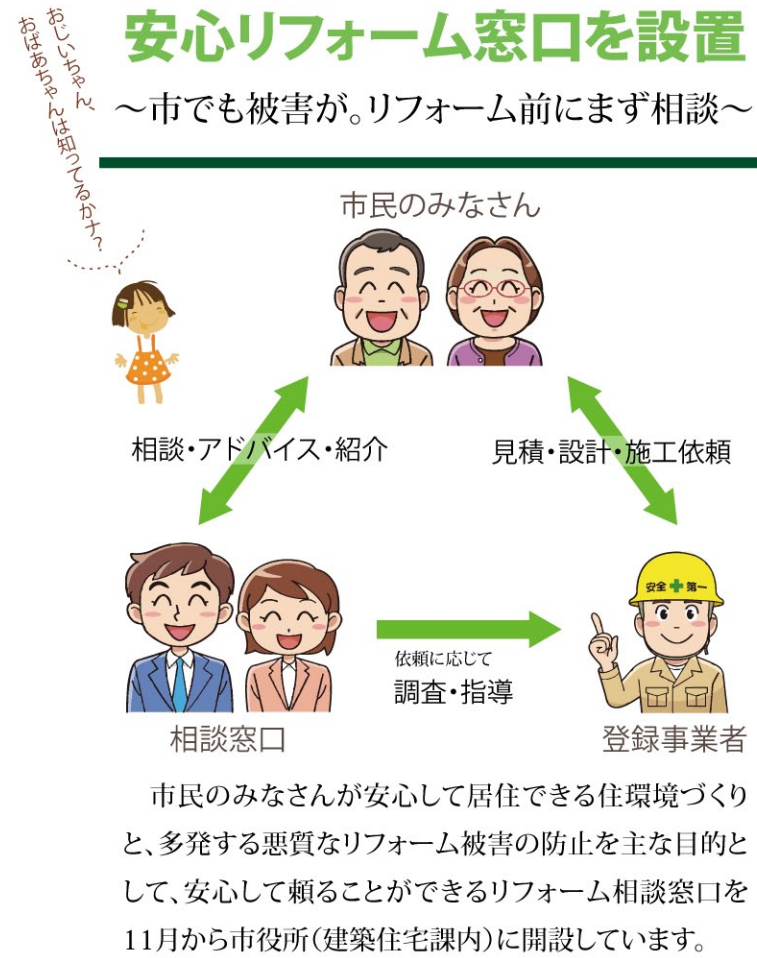 安心リフォーム窓口を設置
～市でも被害が。リフォーム前にまず相談～
おじいちゃん、
おばあちゃんは知ってるかナ？
市民のみなさん
相談・アドバイス・紹介
見積・設計・施工依頼
安全 第一
依頼に応じて
調査・指導
相談窓口
登録事業者
市民のみなさんが安心して居住できる住環境づくり
と、多発する悪質なリフォーム被害の防止を主な目的と
して、安心して頼ることができるリフォーム相談窓口を
11月から市役所（建築住宅課内）に開設しています。